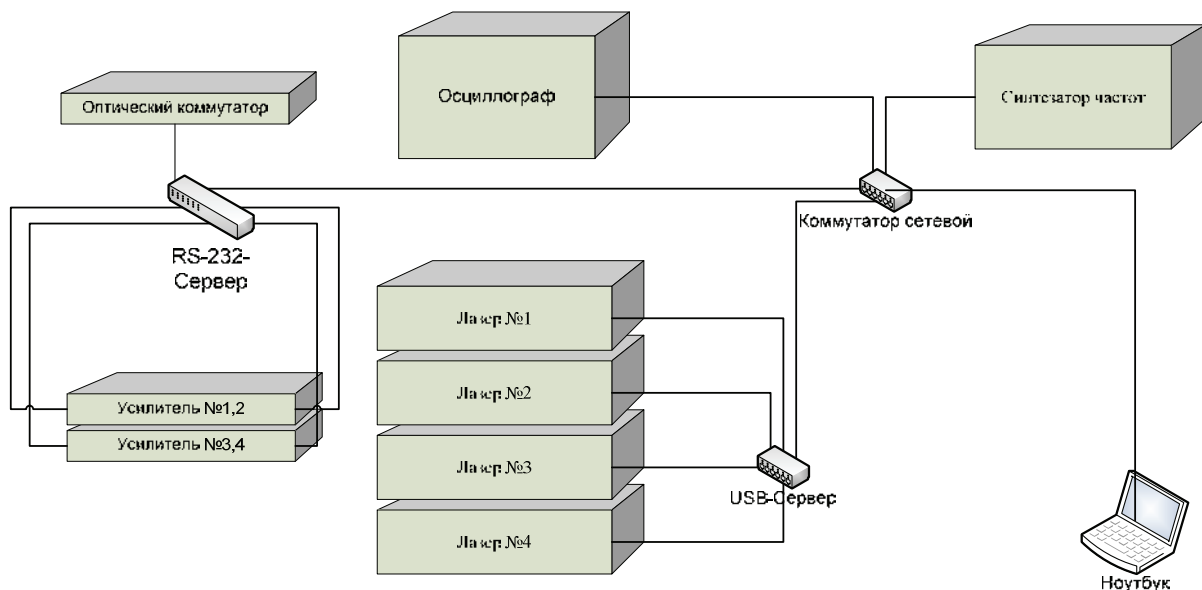 Оптический коммутатор
Осциллограф
Синтезатор частот
RS-232-
Сервер
Коммутатор сетевой
Лазер №1
Лазер №2
Лазер №3
Лазер №4
Усилитель №1,2
Усилитель №3,4
USB-Сервер
Ноутбук